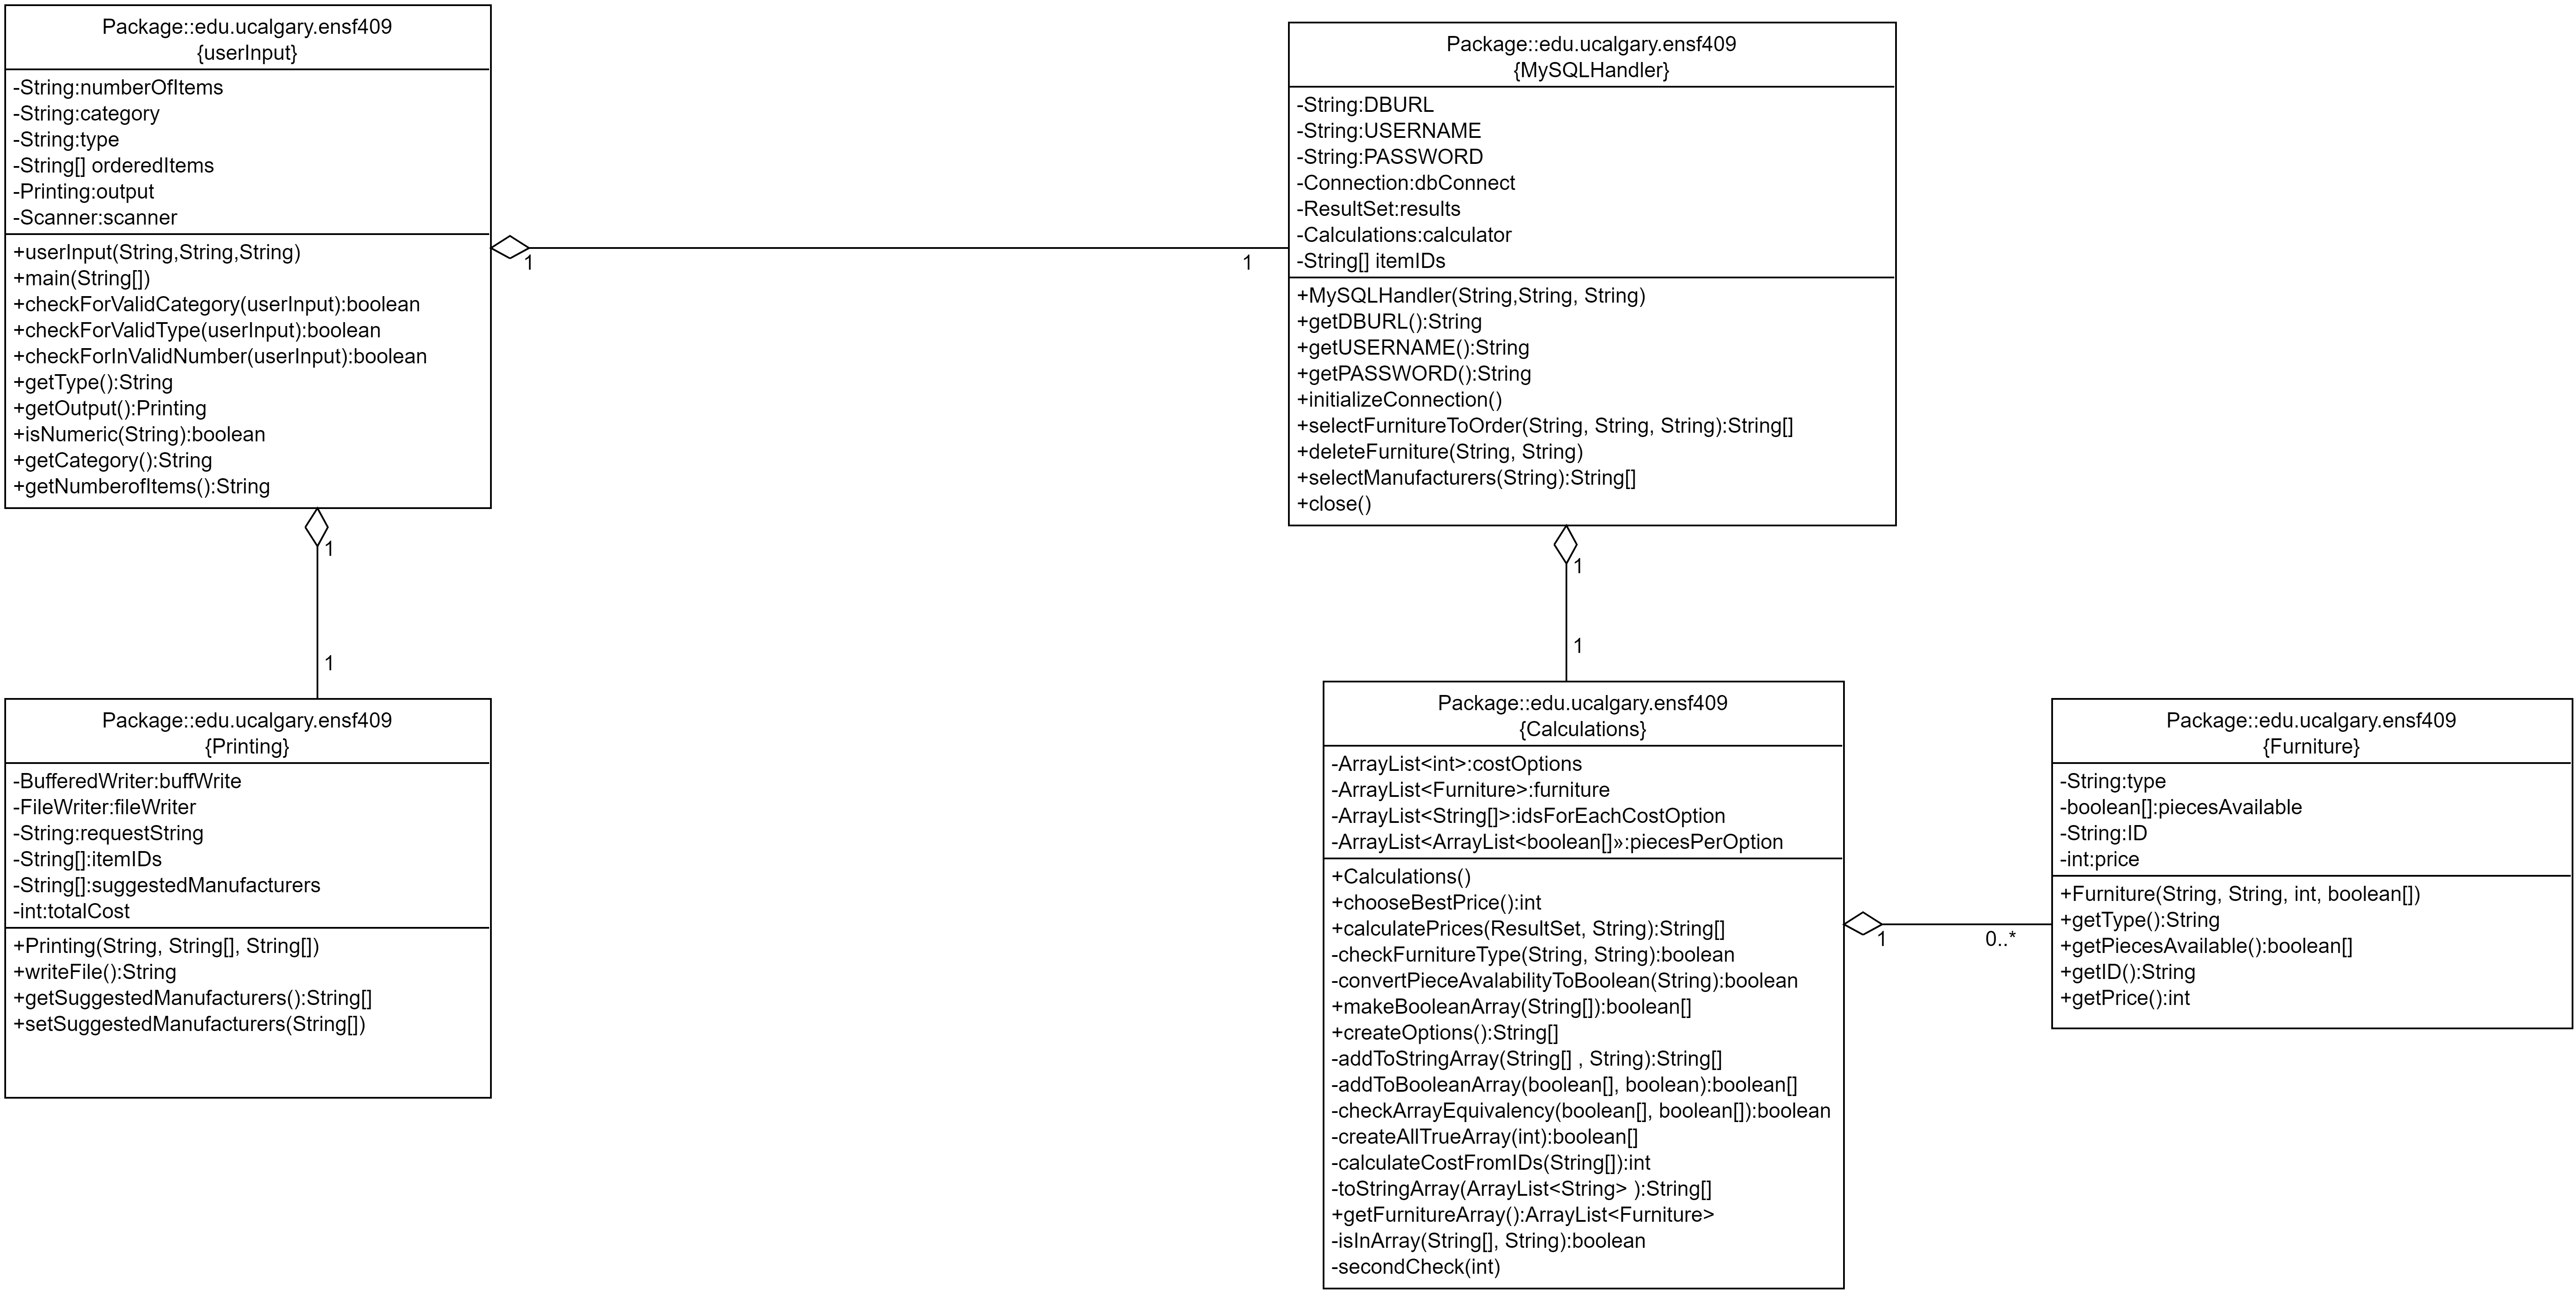 Package::edu.ucalgary.ensf409
{userInput}
-String:numberOfItems
-String:category
-String:type
-String[] orderedItems
-Printing:output
-Scanner:scanner
+userInput(String,String,String)
+main(String[])
+checkForValidCategory(userInput):boolean
+checkForValidType(userInput):boolean
+checkForInValidNumber(userInput):boolean
+getType():String
+getOutput():Printing
+isNumeric(String):boolean
+getCategory():String
+getNumberofItems():String
1
1
Package::edu.ucalgary.ensf409
{MySQLHandler}
-String:DBURL
-String:USERNAME
-String:PASSWORD
-Connection:dbConnect
-ResultSet:results
-Calculations:calculator
-String[] itemIDs
+MySQLHandler(String,String, String)
+getDBURL():String
+getUSERNAME():String
+getPASSWORD():String
+initializeConnection()
+selectFurnitureToOrder(String, String, String):String[]
+deleteFurniture(String, String)
+selectManufacturers(String):String[]
+close()
1
1
1
1
Package::edu.ucalgary.ensf409
{Printing}
-BufferedWriter:buffWrite
-FileWriter:fileWriter
-String:requestString
-String[]:itemIDs
-String[]:suggestedManufacturers
-int:totalCost
+Printing(String, String[], String[])
+writeFile():String
+getSuggestedManufacturers():String[]
+setSuggestedManufacturers(String[])
Package::edu.ucalgary.ensf409
{Calculations}
-ArrayList<int>:costOptions
-ArrayList<Furniture>:furniture
-ArrayList<String[]>:idsForEachCostOption
-ArrayList<ArrayList<boolean[]»:piecesPerOption
+Calculations()
+chooseBestPrice():int
+calculatePrices(ResultSet, String):String[]
-checkFurnitureType(String, String):boolean
-convertPieceAvalabilityToBoolean(String):boolean
+makeBooleanArray(String[]):boolean[]
+createOptions():String[]
-addToStringArray(String[] , String):String[]
-addToBooleanArray(boolean[], boolean):boolean[]
-checkArrayEquivalency(boolean[], boolean[]):boolean
-createAllTrueArray(int):boolean[]
-calculateCostFromIDs(String[]):int
-toStringArray(ArrayList<String> ):String[]
+getFurnitureArray():ArrayList<Furniture>
-isInArray(String[], String):boolean
-secondCheck(int)
1
0..*
Package::edu.ucalgary.ensf409
{Furniture}
-String:type
-boolean[]:piecesAvailable
-String:ID
-int:price
+Furniture(String, String, int, boolean[])
+getType():String
+getPiecesAvailable():boolean[]
+getID():String
+getPrice():int